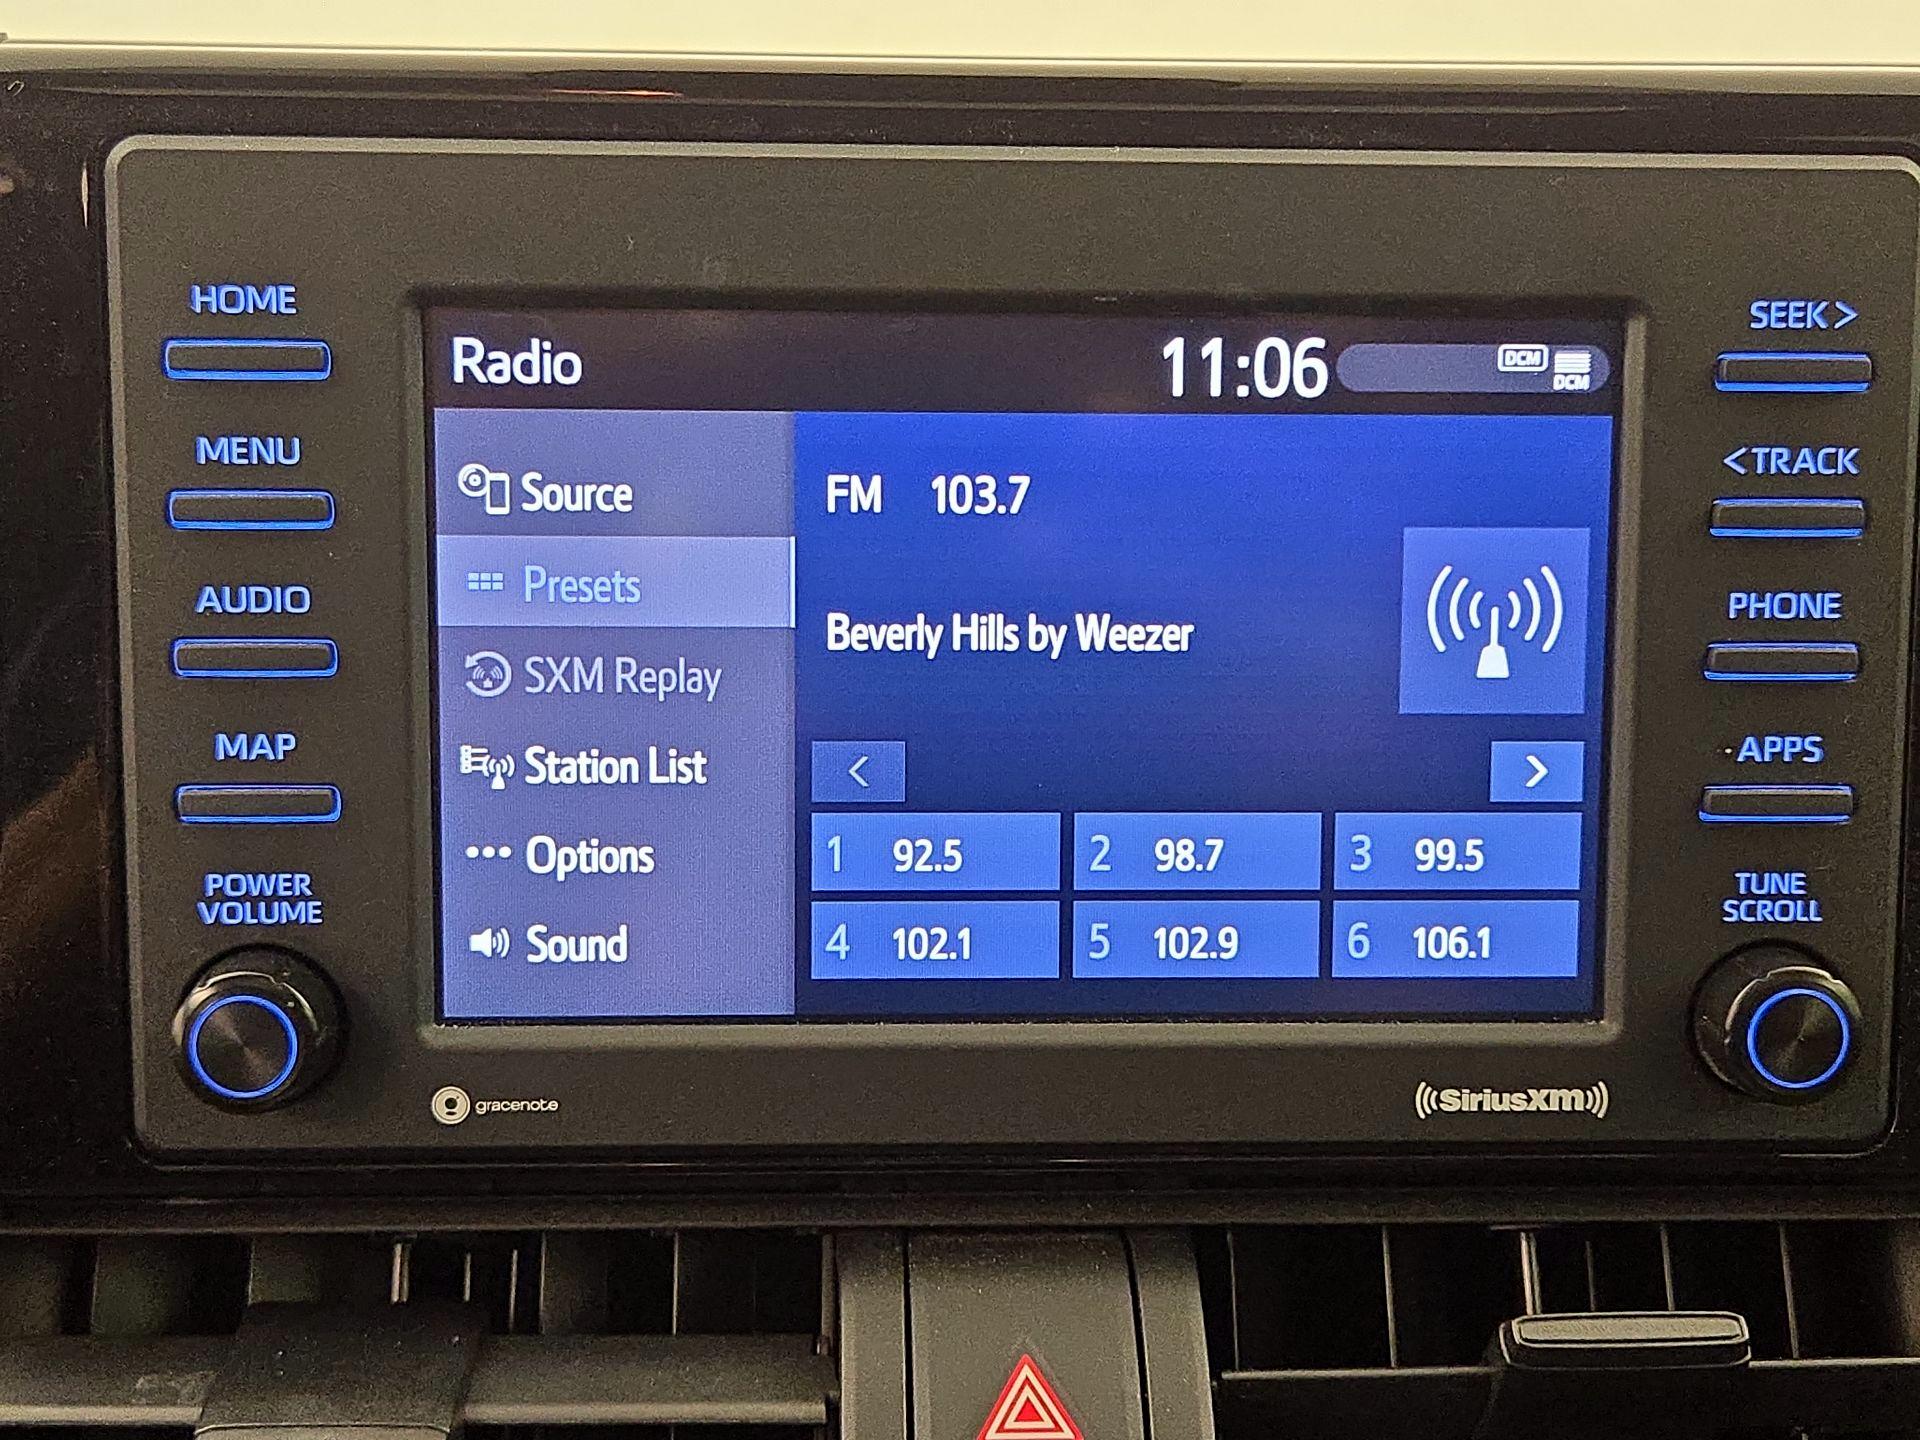 HOME
MENU
AUDIO
MAP
POWER
VOLUME
Radio
11:06
DCM
DCM
Source
Presets
SXM Replay
Station List
Options
Sound
FM 103.7
Beverly Hills by Weezer
<
>
1 92.5
2 98.7
3 99.5
4 102.1
5 102.9
6 106.1
SEEK >
< TRACK
PHONE
APPS
TUNE
SCROLL
gracenote
((SiriusXM))